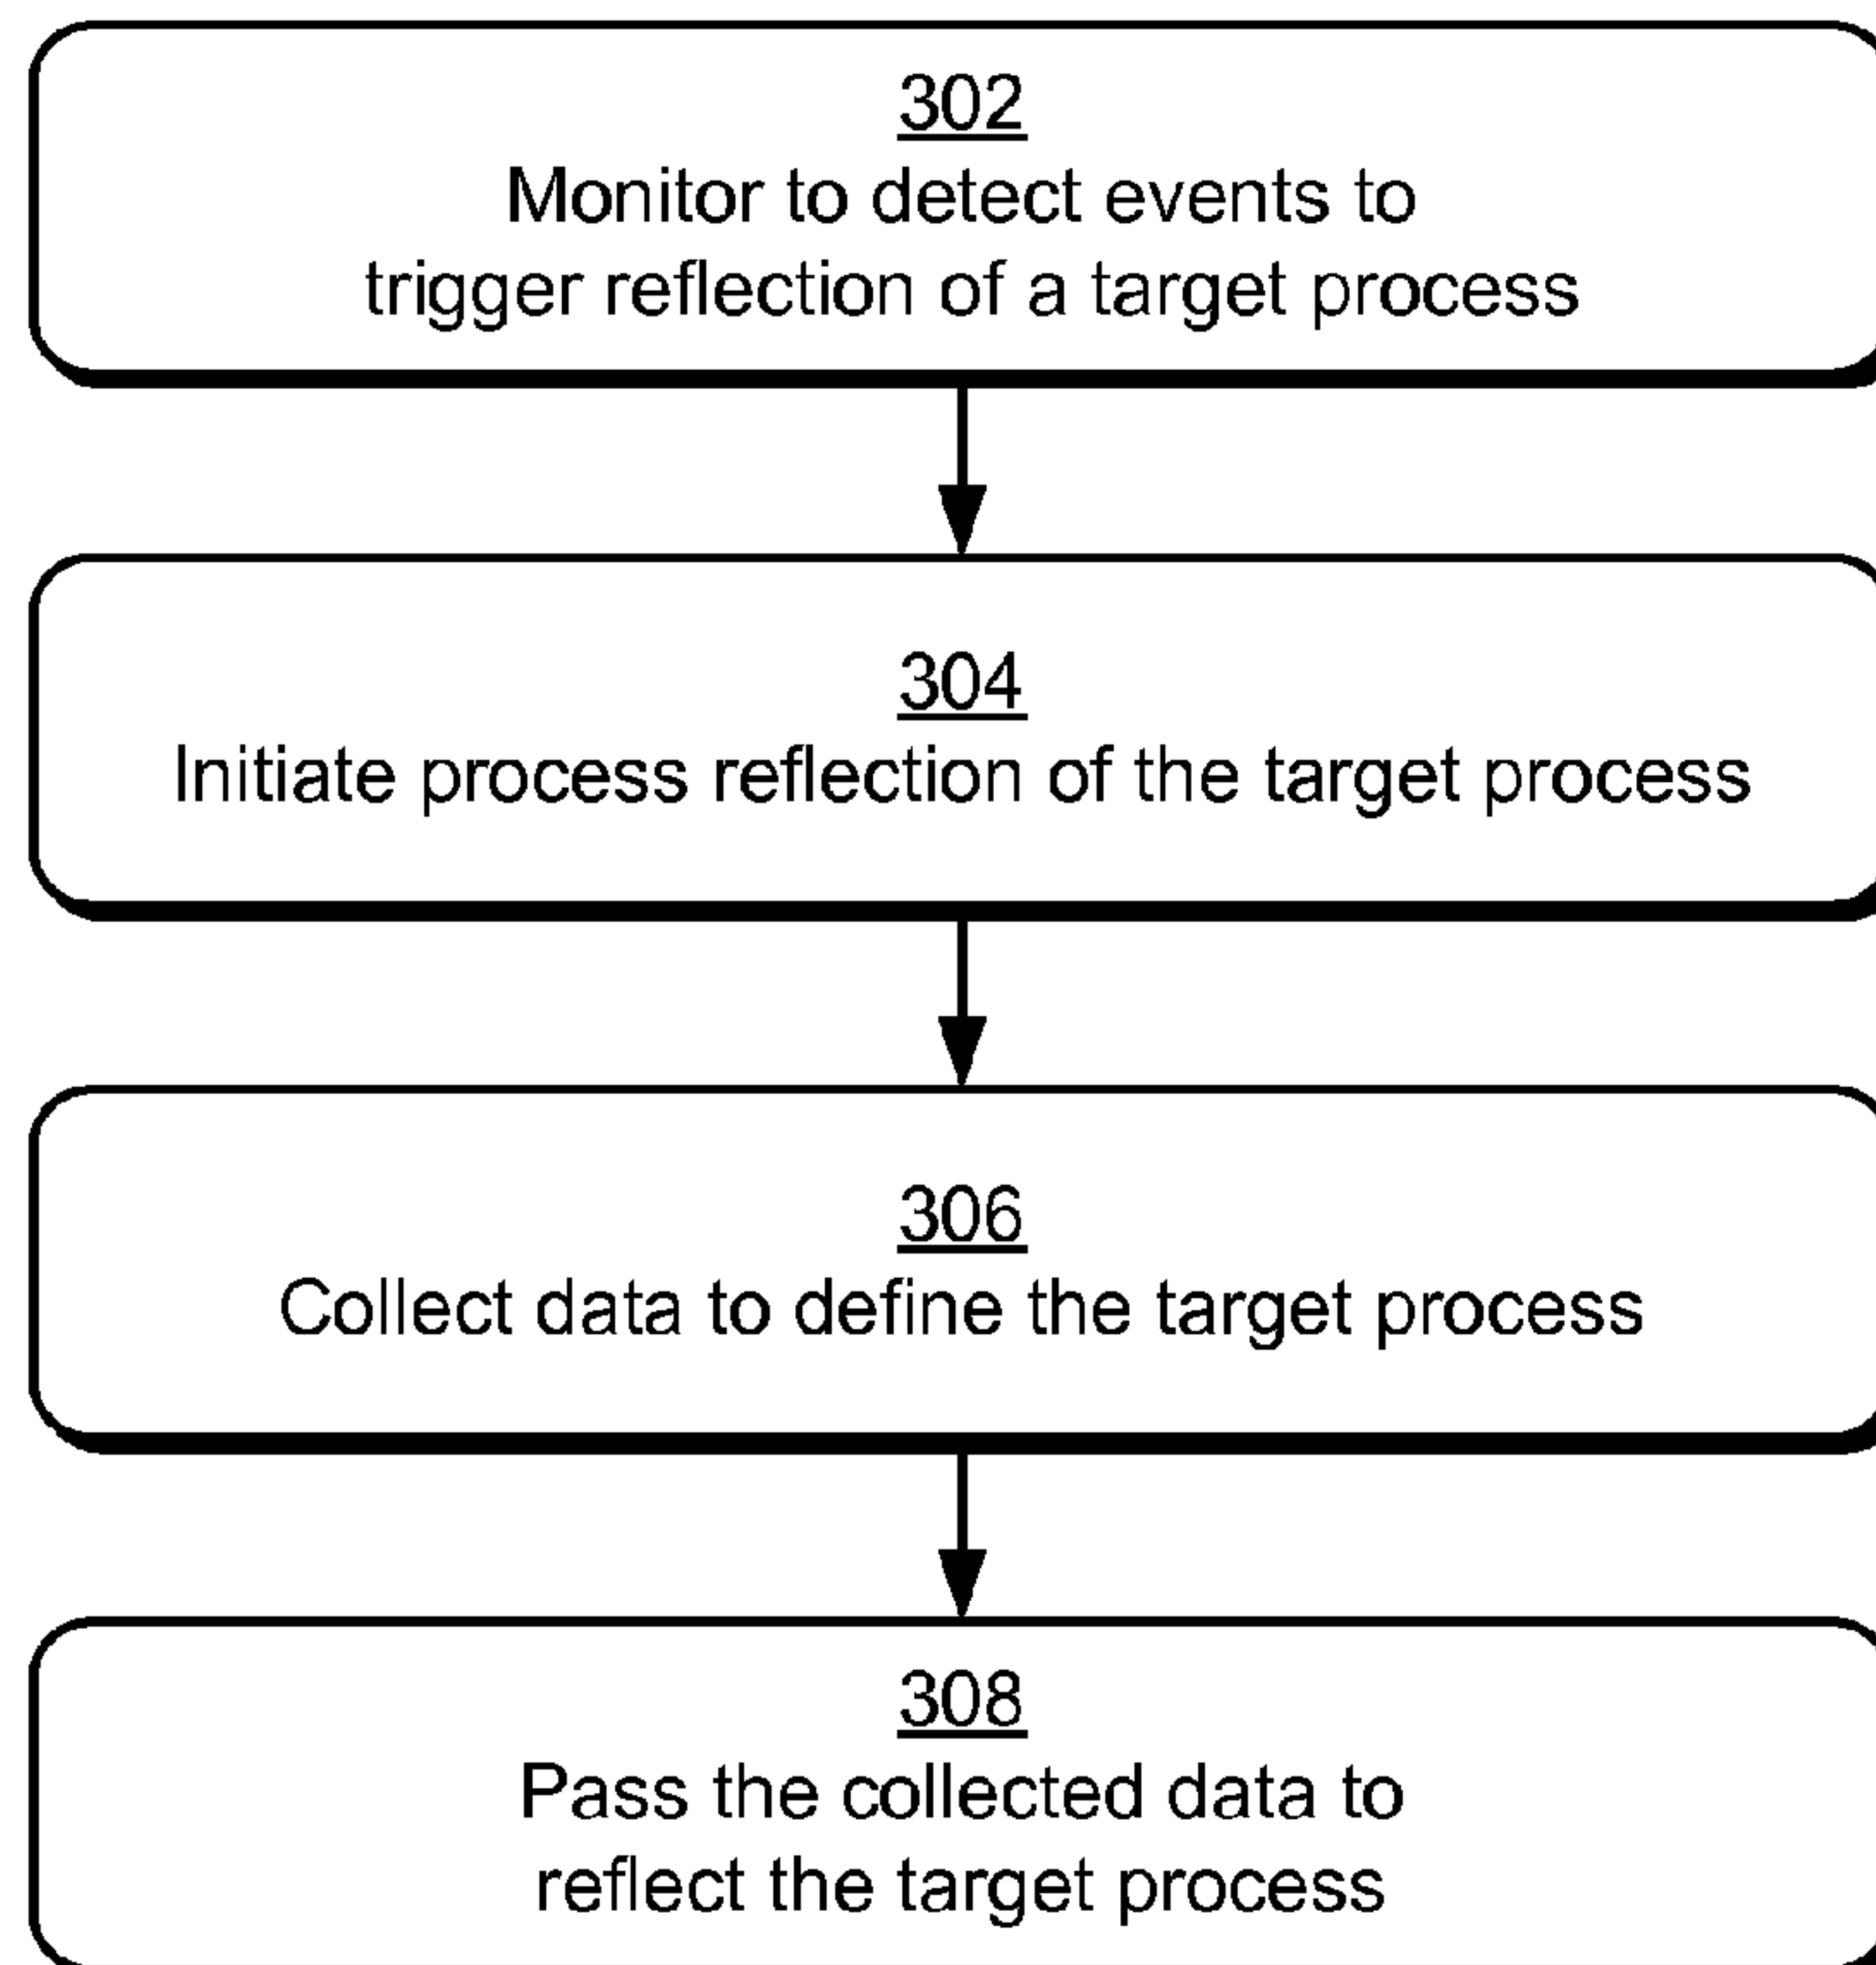 302
Monitor to detect events to
trigger reflection of a target process
304
Initiate process reflection of the target process
306
Collect data to define the target process
308
Pass the collected data to
reflect the target process